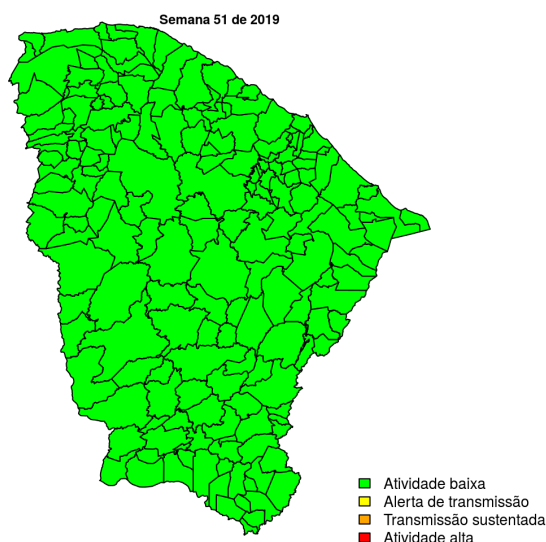 Semana 51 de 2019
Atividade baixa
Alerta de transmissão
Transmissão sustentada
Atividade alta